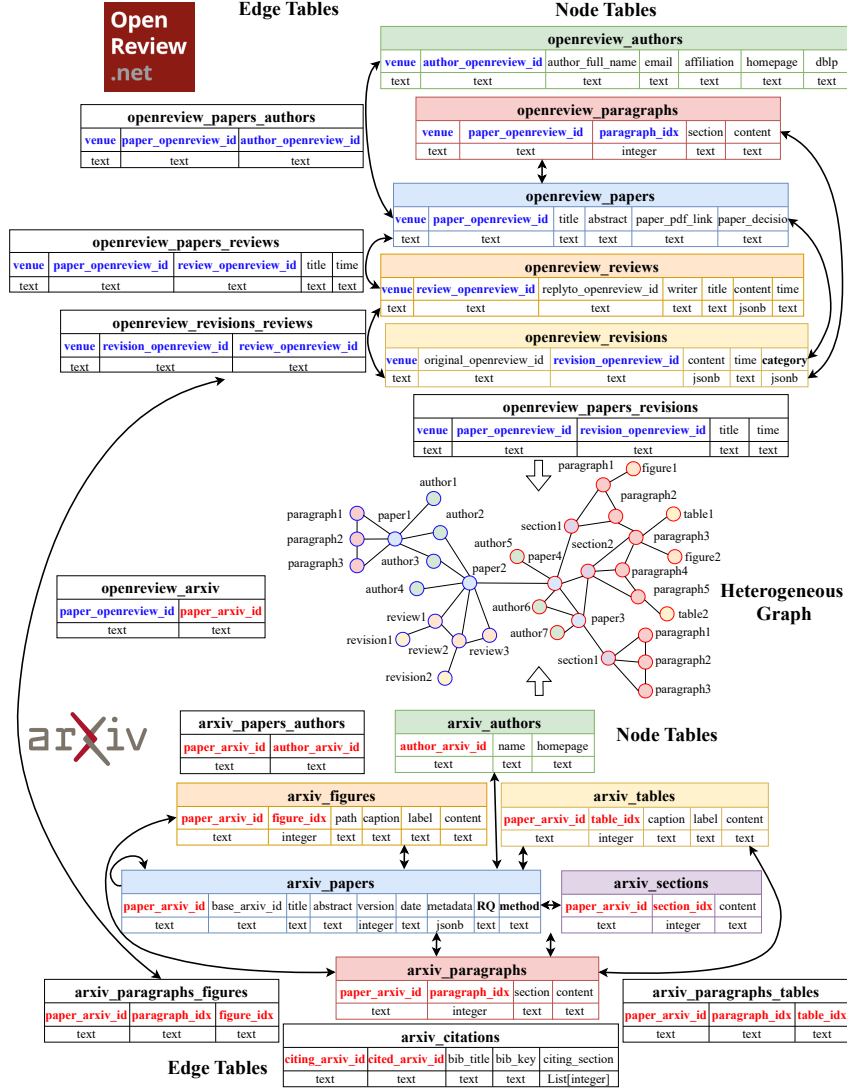 Open
Review
.net
Edge Tables
Node Tables
openreview_authors
venue author_openreview_id author_full_name email affiliation homepage dblp
text text text text text text text
openreview_paragraphs
venue paper_openreview_id paragraph_idx section content
text text integer text text
openreview_papers_authors
venue paper_openreview_id author_openreview_id
text text text
openreview_papers
venue paper_openreview_id title abstract paper_pdf_link paper_decisio
text text text text text text
openreview_papers_reviews
venue paper_openreview_id review_openreview_id title time
text text text text text
openreview_reviews
venue review_openreview_id replyto_openreview_id writer title content time
text text text text text jsonb text
openreview_revisions_reviews
venue revision_openreview_id review_openreview_id
text text text
openreview_revisions
venue original_openreview_id revision_openreview_id content time category
text text text jsonb text jsonb
openreview_papers_revisions
venue paper_openreview_id revision_openreview_id title time
text text text text text
author1
author2
paragraph1
paragraph2
paragraph3
paper1
author3
author4
paper2
review1
revision1
review2
review3
revision2
paragraph1
figure1
paragraph2
table1
section1
paragraph3
section2
figure2
author5
paper4
paragraph4
paragraph5
table2
author6
author7
paper3
paragraph1
section1
paragraph2
paragraph3
Heterogeneous
Graph
openreview_arxiv
paper_openreview_id paper_arxiv_id
text text
arxiv
arxiv_papers_authors
paper_arxiv_id author_arxiv_id
text text
arxiv_authors
author_arxiv_id name homepage
text text text
Node Tables
arxiv_figures
paper_arxiv_id figure_idx path caption label content
text integer text text text text
arxiv_tables
paper_arxiv_id table_idx caption label content
text integer text text text
arxiv_papers
paper_arxiv_id base_arxiv_id title abstract version date metadata RQ method
text text text text integer text jsonb text text
arxiv_sections
paper_arxiv_id section_idx content
text integer text
arxiv_paragraphs
paper_arxiv_id paragraph_idx section content
text integer text text
arxiv_paragraphs_figures
paper_arxiv_id paragraph_idx figure_idx
text text text
arxiv_paragraphs_tables
paper_arxiv_id paragraph_idx table_idx
text text text
arxiv_citations
citing_arxiv_id cited_arxiv_id bib_title bib_key citing_section
text text text text List[integer]
Edge Tables